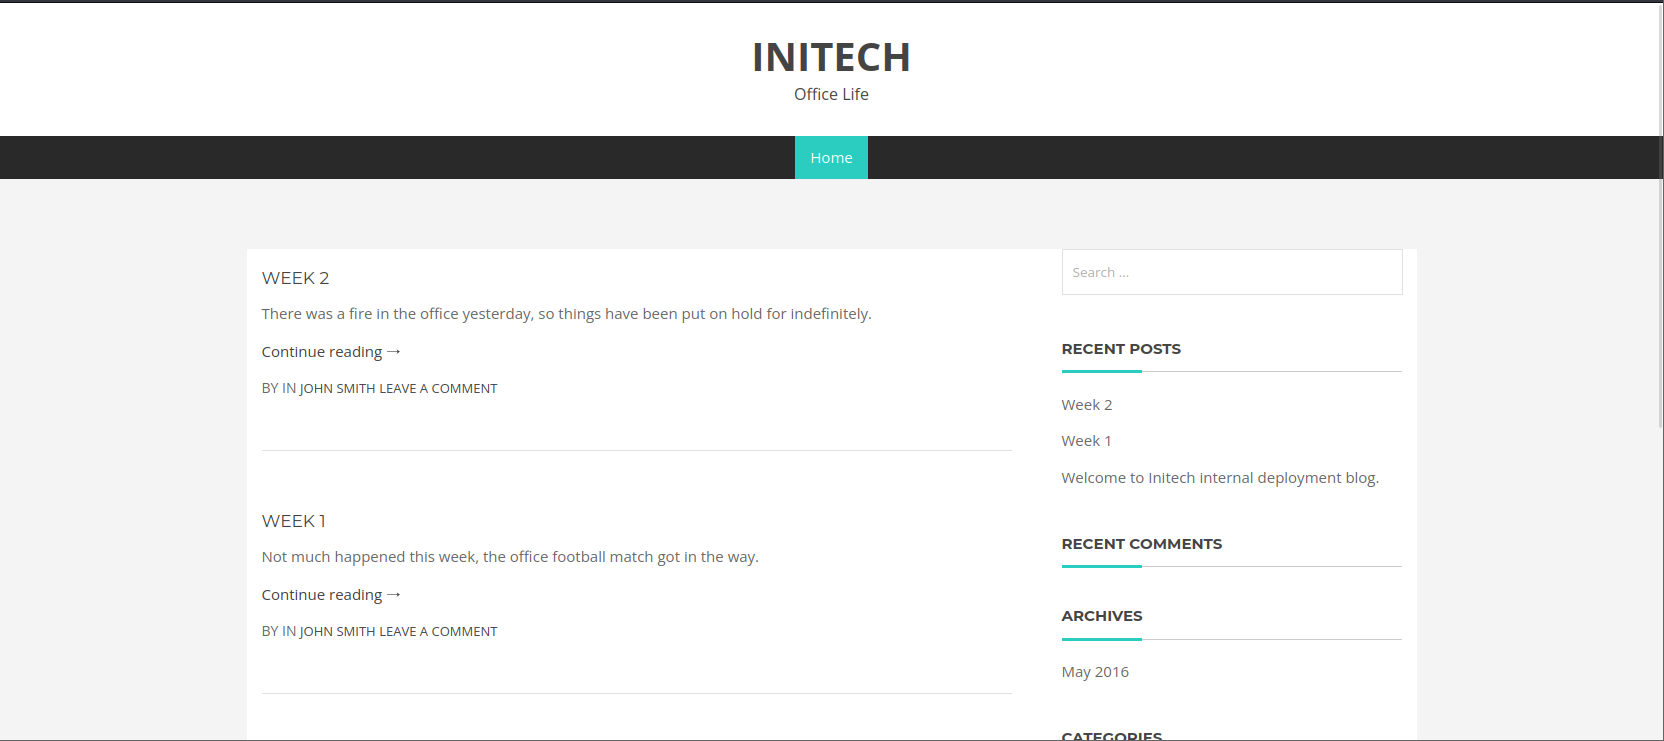 INITECH
Office Life
Home
WEEK 2
There was a fire in the office yesterday, so things have been put on hold for indefinitely.
Continue reading →
BY IN JOHN SMITH LEAVE A COMMENT
WEEK 1
Not much happened this week, the office football match got in the way.
Continue reading →
BY IN JOHN SMITH LEAVE A COMMENT
Search ...
RECENT POSTS
Week 2
Week 1
Welcome to Initech internal deployment blog.
RECENT COMMENTS
ARCHIVES
May 2016
CATEGORIES